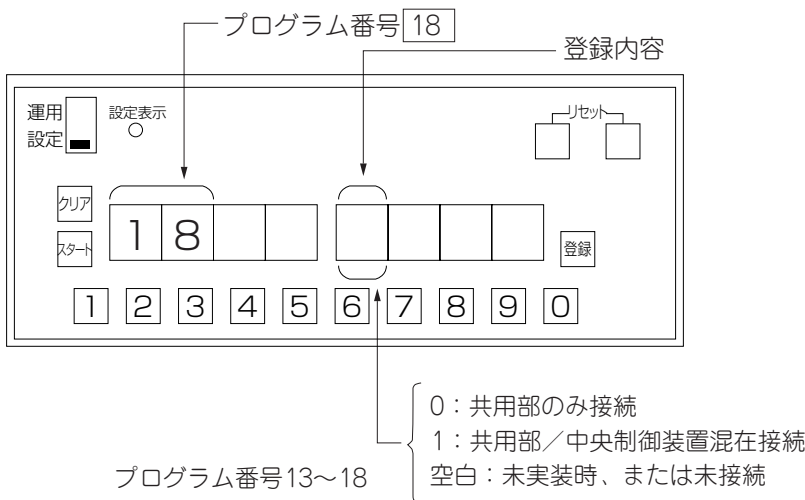 プログラム番号 18
登録内容
運用
設定
設定表示
リセット
クリア
スタート
1 8
登録
1 2 3 4 5 6 7 8 9 0
0：共用部のみ接続
1：共用部／中央制御装置混在接続
空白：未実装時、または未接続
プログラム番号13～18